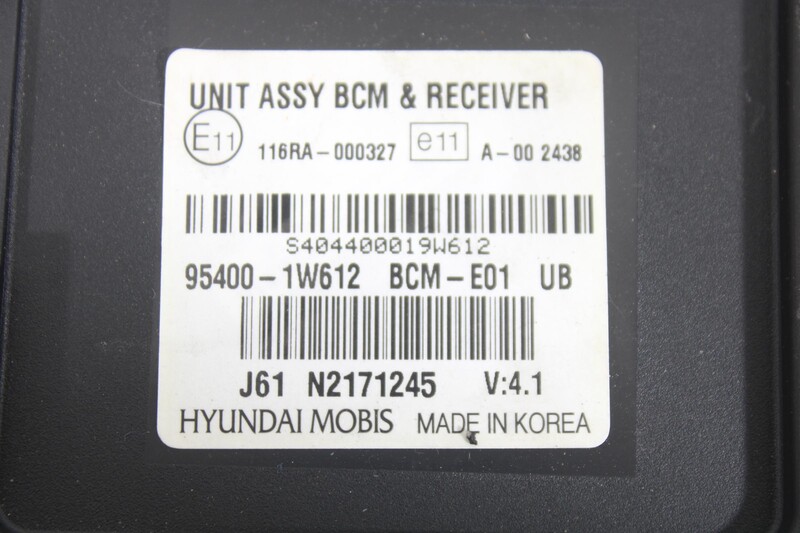 UNIT ASSY BCM & RECEIVER
E11 116RA-000327 e11 A-00 2438
S404400019W612
95400-1W612 BCM-E01 UB
J61 N2171245 V:4.1
HYUNDAI MOBIS MADE IN KOREA